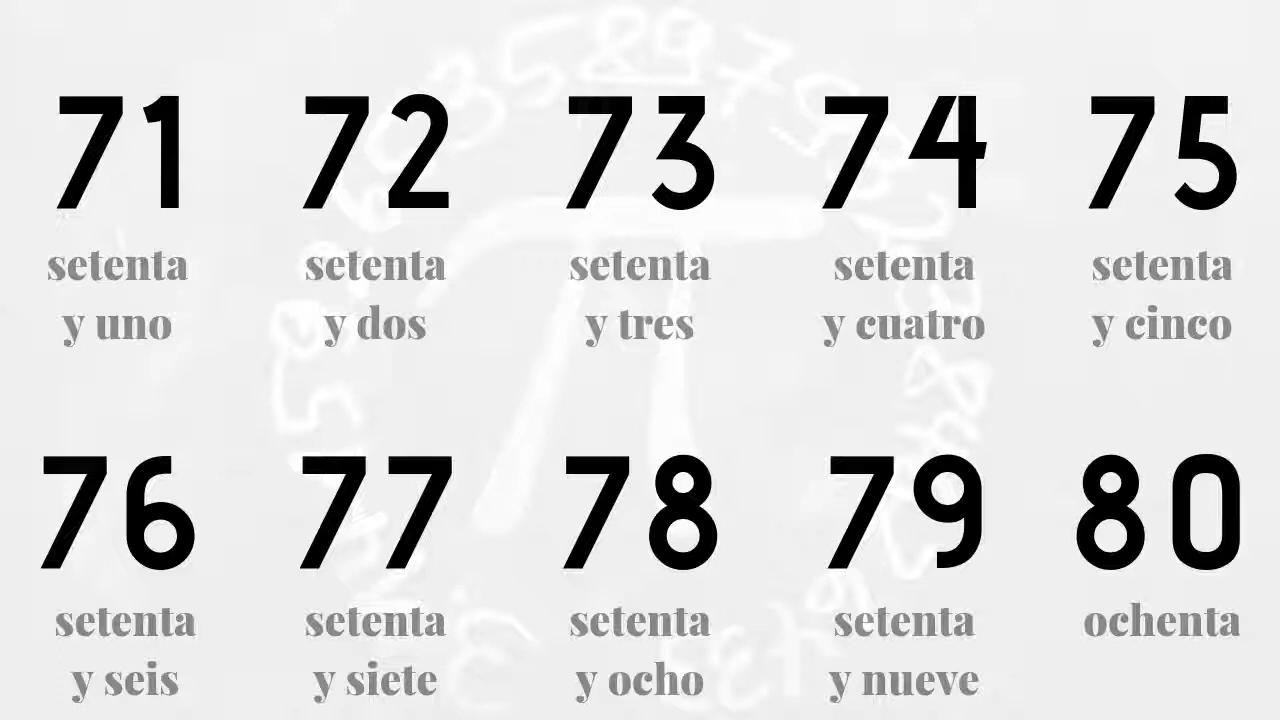 71 72 73 74 75
setenta setenta setenta setenta setenta
y uno y dos y tres y cuatro y cinco
76 77 78 79 80
setenta setenta setenta setenta ochenta
y seis y siete y ocho y nueve